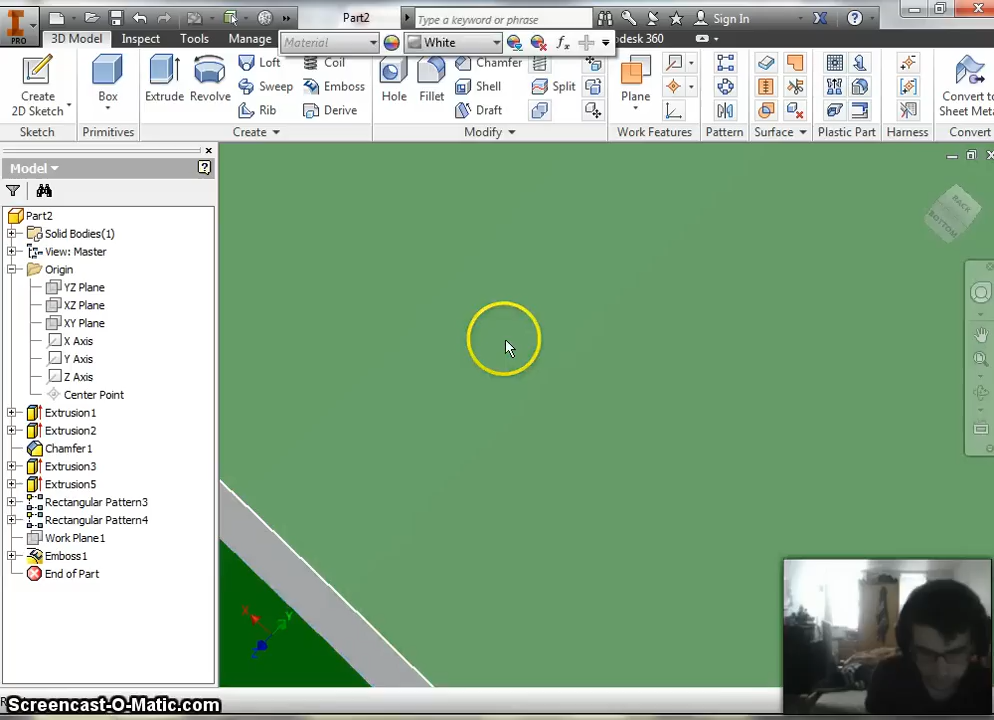 Part2
Type a keyword or phrase
Sign In
PRO
3D Model
Inspect
Tools
Manage
Material
White
desk 360
Create
2D Sketch
Box
Extrude
Revolve
Loft
Sweep
Rib
Coil
Emboss
Derive
Hole
Fillet
Chamfer
Shell
Draft
Split
Plane
Convert to
Sheet Meta
Sketch
Primitives
Create
Modify
Work Features
Pattern
Surface
Plastic Part
Harness
Convert
Model
Part2
Solid Bodies(1)
View: Master
Origin
YZ Plane
XZ Plane
XY Plane
X Axis
Y Axis
Z Axis
Center Point
Extrusion1
Extrusion2
Chamfer1
Extrusion3
Extrusion5
Rectangular Pattern3
Rectangular Pattern4
Work Plane1
Emboss1
End of Part
BACK
BOTTOM
X
Y
Z
Screencast-O-Matic.com